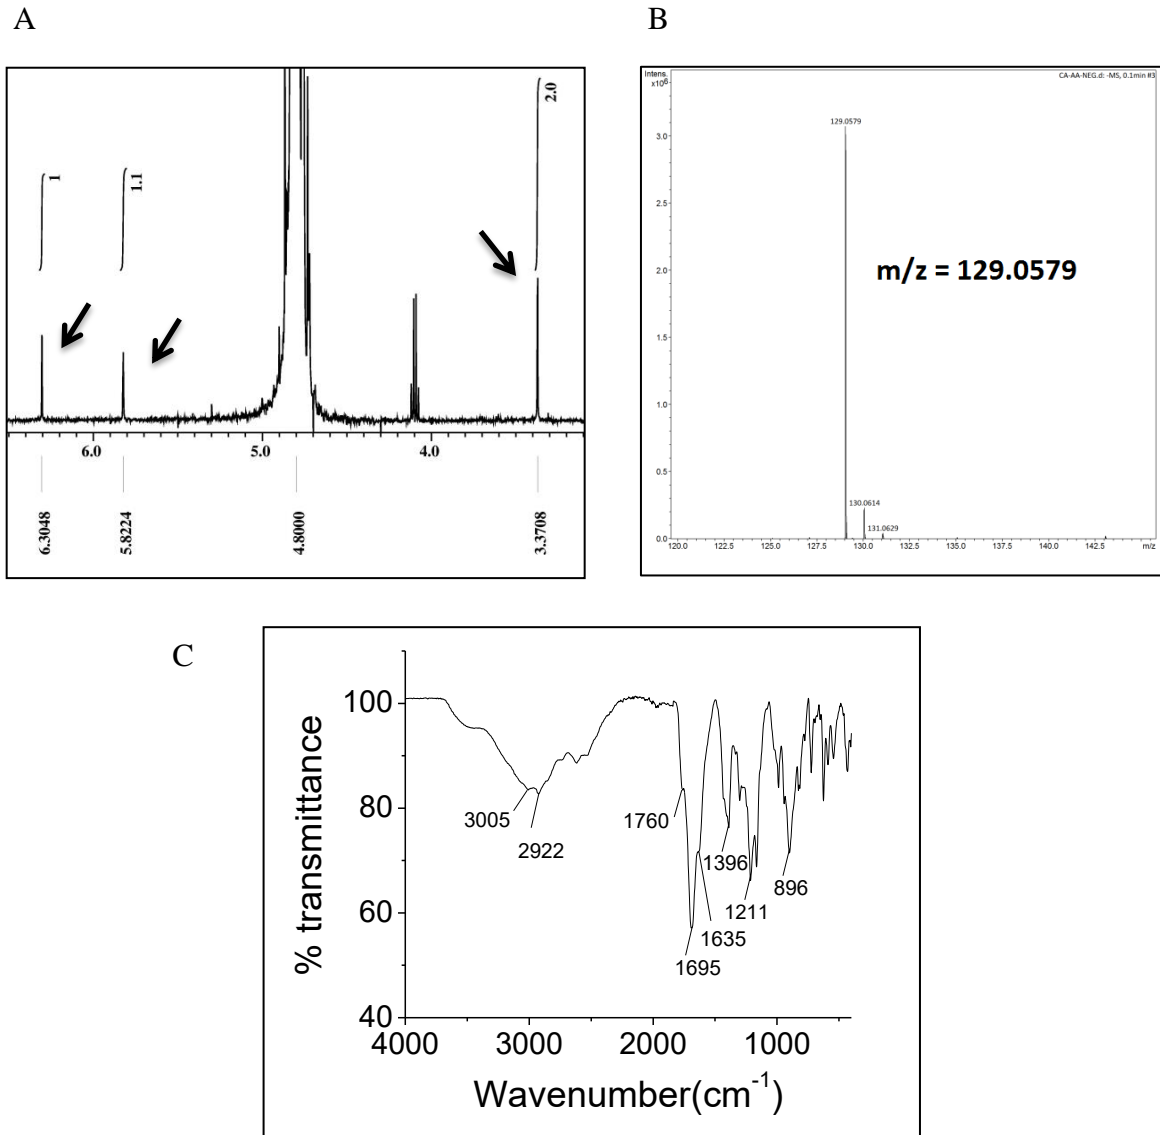 A
B
1
1.1
2.0
6.0
5.0
4.0
6.3048
5.8224
4.8000
3.3708
Intens.
x10⁶
CA-AA-NEG.d: -MS, 0.1min #3
129.0579
3.0
2.5
m/z = 129.0579
2.0
1.5
1.0
0.5
130.0614
131.0629
0.0
120.0 122.5 125.0 127.5 130.0 132.5 135.0 137.5 140.0 142.5 m/z
C
100
80
60
40
% transmittance
3005
2922
1760
1396
1211
896
1635
1695
4000 3000 2000 1000
Wavenumber(cm⁻¹)